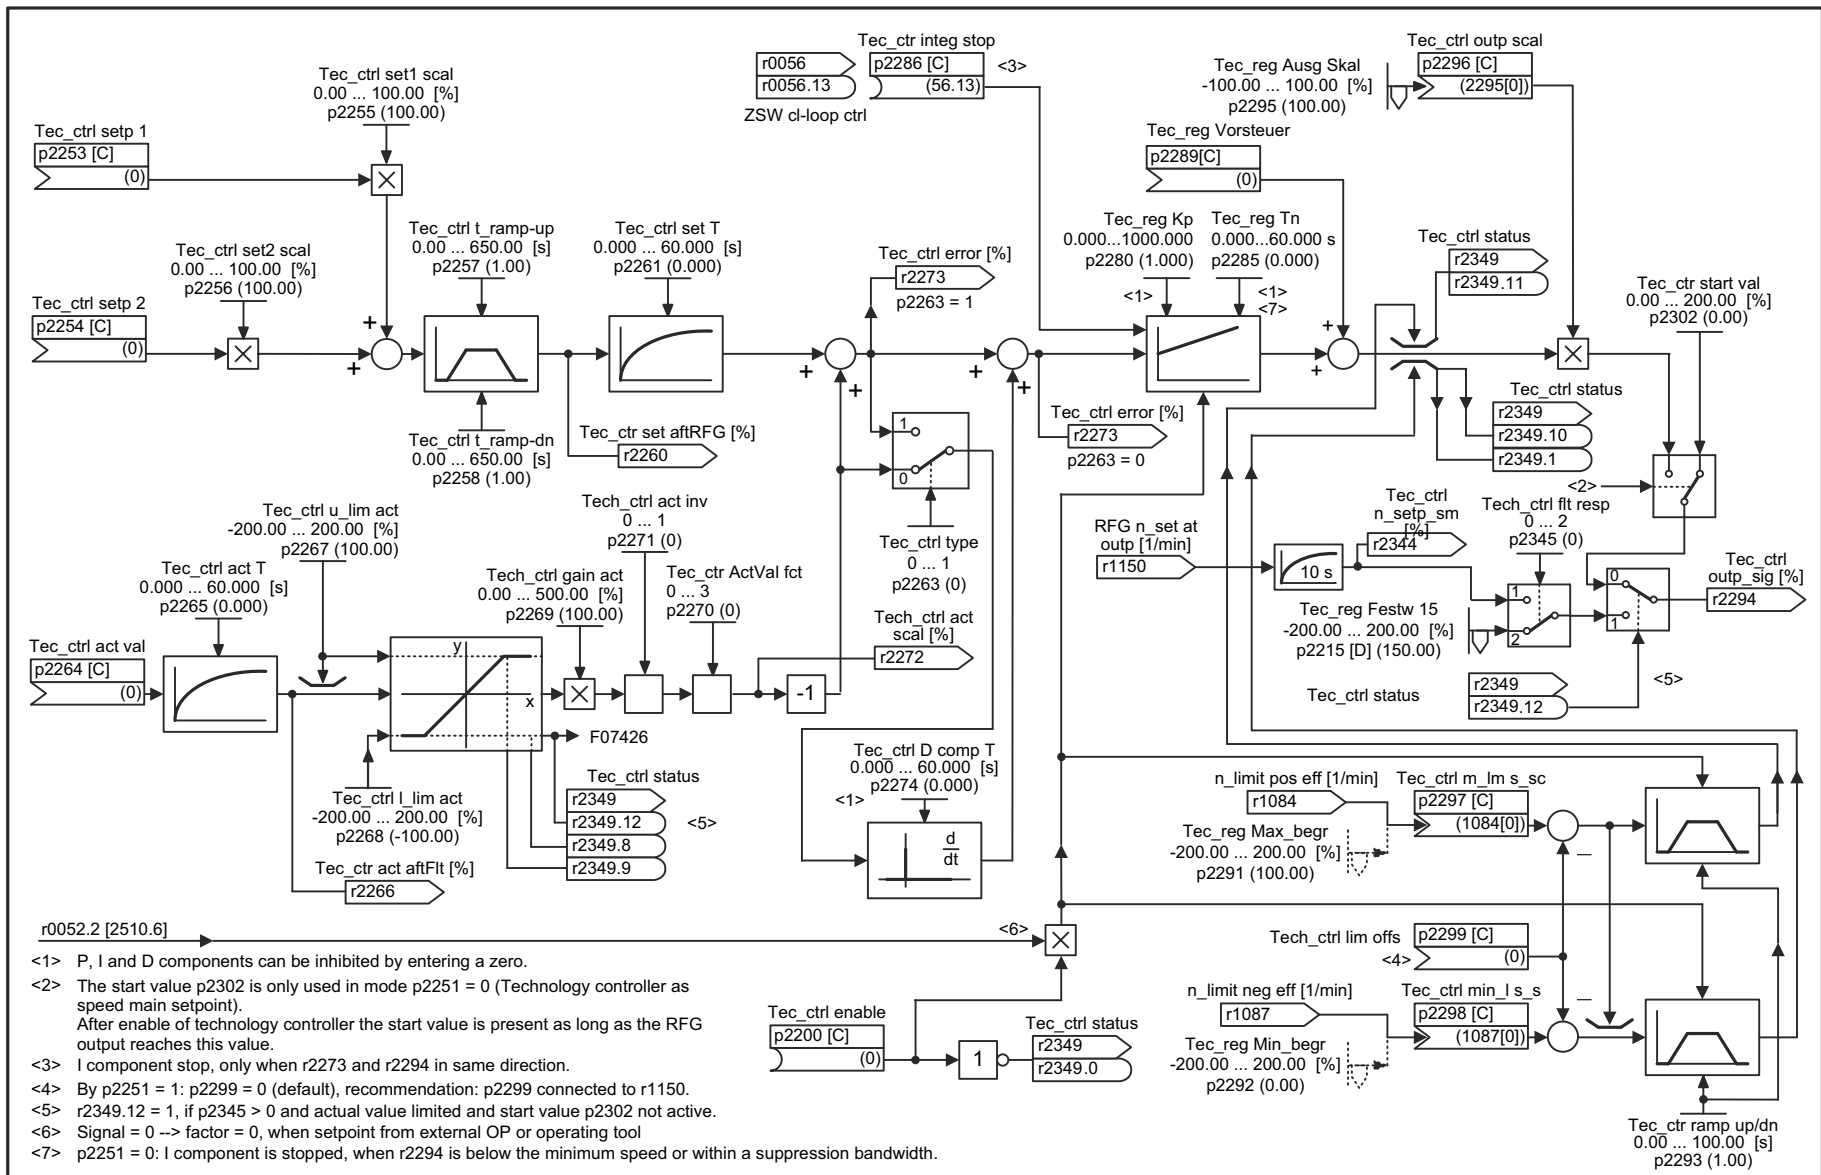 Tec_ctrl set1 scal
0.00 ... 100.00 [%]
p2255 (100.00)
Tec_ctrl setp 1
p2253 [C]
(0)
Tec_ctrl set2 scal
0.00 ... 100.00 [%]
p2256 (100.00)
Tec_ctrl setp 2
p2254 [C]
(0)
+
+
Tec_ctrl t_ramp-up
0.00 ... 650.00 [s]
p2257 (1.00)
Tec_ctrl t_ramp-dn
0.00 ... 650.00 [s]
p2258 (1.00)
Tec_ctrl set T
0.000 ... 60.000 [s]
p2261 (0.000)
Tec_ctr set aftRFG [%]
r2260
r0056
r0056.13
ZSW cl-loop ctrl
Tec_ctr integ stop
p2286 [C]
(56.13)
<3>
Tec_ctrl error [%]
r2273
p2263 = 1
+
+
+
+
1
0
Tec_ctrl type
0 ... 1
p2263 (0)
Tec_ctrl error [%]
r2273
p2263 = 0
Tec_reg Kp
0.000...1000.000
p2280 (1.000)
<1>
Tec_reg Tn
0.000...60.000 s
p2285 (0.000)
<1>
<7>
Tec_reg Vorsteuer
p2289[C]
(0)
+
+
Tec_reg Ausg Skal
-100.00 ... 100.00 [%]
p2295 (100.00)
Tec_ctrl outp scal
p2296 [C]
(2295[0])
Tec_ctrl status
r2349
r2349.11
Tec_ctrl status
r2349
r2349.10
r2349.1
Tec_ctr start val
0.00 ... 200.00 [%]
p2302 (0.00)
<2>
RFG n_set at
outp [1/min]
r1150
10 s
Tec_ctrl
n_setp_sm
[%]
r2344
Tech_ctrl flt resp
0 ... 2
p2345 (0)
1
2
0
1
Tec_ctrl
outp_sig [%]
r2294
Tec_reg Festw 15
-200.00 ... 200.00 [%]
p2215 [D] (150.00)
Tec_ctrl status
r2349
r2349.12
<5>
Tec_ctrl act val
p2264 [C]
(0)
Tec_ctrl act T
0.000 ... 60.000 [s]
p2265 (0.000)
Tec_ctrl u_lim act
-200.00 ... 200.00 [%]
p2267 (100.00)
y
x
Tec_ctrl l_lim act
-200.00 ... 200.00 [%]
p2268 (-100.00)
Tec_ctr act aftFlt [%]
r2266
Tech_ctrl gain act
0.00 ... 500.00 [%]
p2269 (100.00)
Tech_ctrl act inv
0 ... 1
p2271 (0)
Tec_ctr ActVal fct
0 ... 3
p2270 (0)
-1
Tech_ctrl act
scal [%]
r2272
F07426
Tec_ctrl status
r2349
r2349.12
r2349.8
r2349.9
<5>
Tec_ctrl D comp T
0.000 ... 60.000 [s]
p2274 (0.000)
<1>
d
dt
n_limit pos eff [1/min]
r1084
Tec_reg Max_begr
-200.00 ... 200.00 [%]
p2291 (100.00)
Tec_ctrl m_lm s_sc
p2297 [C]
(1084[0])
–
Tech_ctrl lim offs
<4>
p2299 [C]
(0)
–
n_limit neg eff [1/min]
r1087
Tec_reg Min_begr
-200.00 ... 200.00 [%]
p2292 (0.00)
Tec_ctrl min_l s_s
p2298 [C]
(1087[0])
Tec_ctr ramp up/dn
0.00 ... 100.00 [s]
p2293 (1.00)
r0052.2 [2510.6]
<6>
Tec_ctrl enable
p2200 [C]
(0)
1
Tec_ctrl status
r2349
r2349.0
<1> P, I and D components can be inhibited by entering a zero.
<2> The start value p2302 is only used in mode p2251 = 0 (Technology controller as
speed main setpoint).
After enable of technology controller the start value is present as long as the RFG
output reaches this value.
<3> I component stop, only when r2273 and r2294 in same direction.
<4> By p2251 = 1: p2299 = 0 (default), recommendation: p2299 connected to r1150.
<5> r2349.12 = 1, if p2345 > 0 and actual value limited and start value p2302 not active.
<6> Signal = 0 --> factor = 0, when setpoint from external OP or operating tool
<7> p2251 = 0: I component is stopped, when r2294 is below the minimum speed or within a suppression bandwidth.